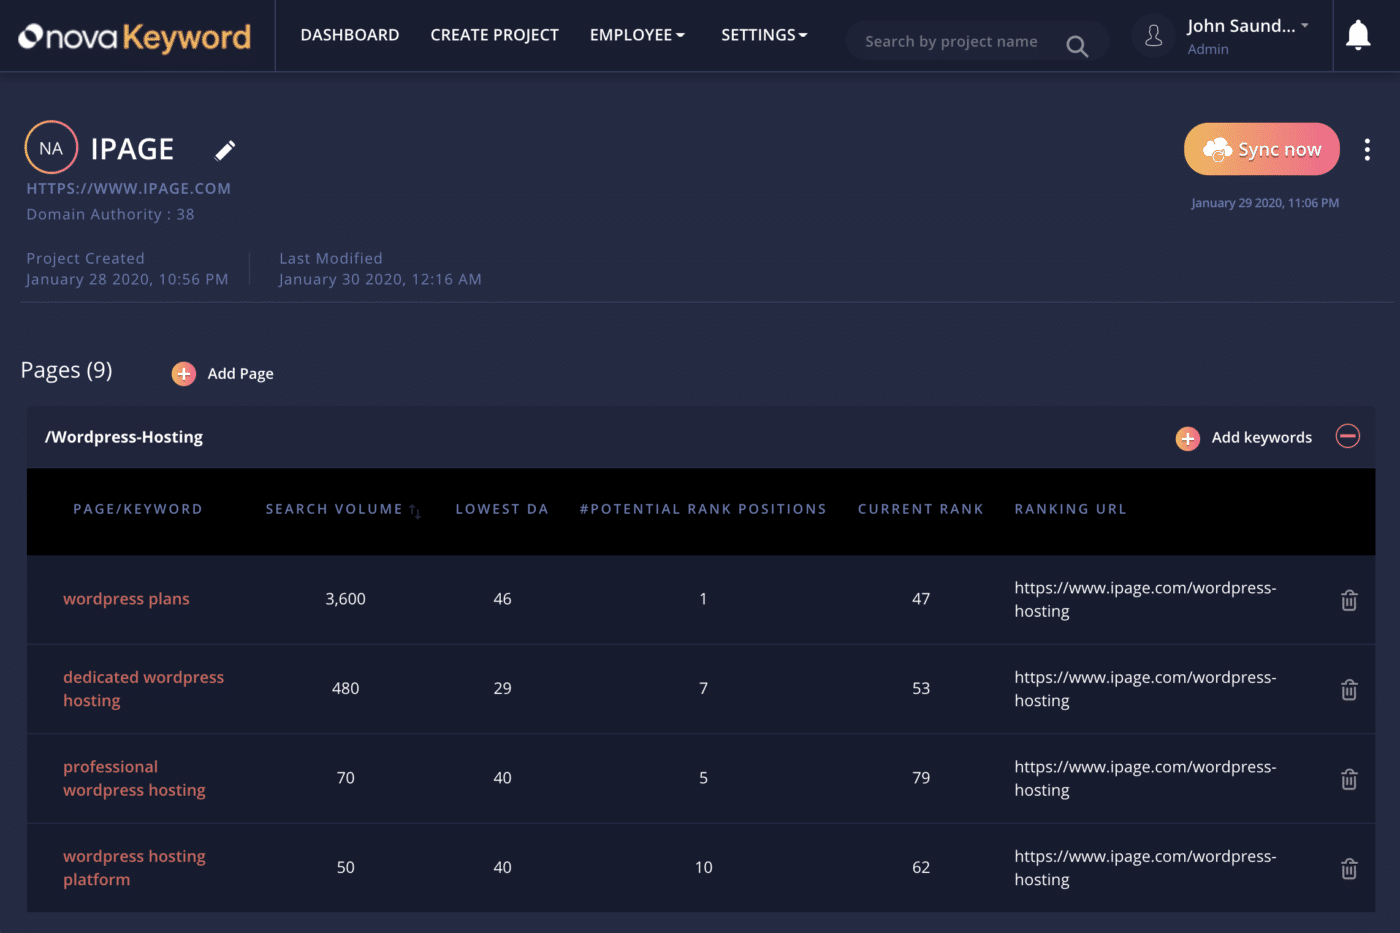 nova Keyword
DASHBOARD
CREATE PROJECT
EMPLOYEE
SETTINGS
Search by project name
John Saund...
Admin
NA
IPAGE
Sync now
HTTPS://WWW.IPAGE.COM
January 29 2020, 11:06 PM
Domain Authority : 38
Project Created
January 28 2020, 10:56 PM
Last Modified
January 30 2020, 12:16 AM
Pages (9)
Add Page
/Wordpress-Hosting
Add keywords
PAGE/KEYWORD
SEARCH VOLUME
LOWEST DA
#POTENTIAL RANK POSITIONS
CURRENT RANK
RANKING URL
wordpress plans
3,600
46
1
47
https://www.ipage.com/wordpress-
hosting
dedicated wordpress
hosting
480
29
7
53
https://www.ipage.com/wordpress-
hosting
professional
wordpress hosting
70
40
5
79
https://www.ipage.com/wordpress-
hosting
wordpress hosting
platform
50
40
10
62
https://www.ipage.com/wordpress-
hosting